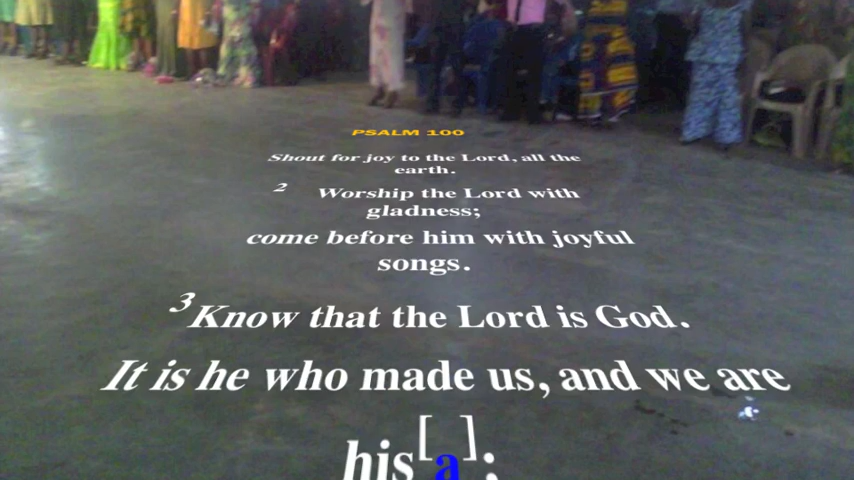 PSALM 100
Shout for joy to the Lord, all the
earth.
2 Worship the Lord with
gladness;
come before him with joyful
songs.
3 Know that the Lord is God.
It is he who made us, and we are
his[a];